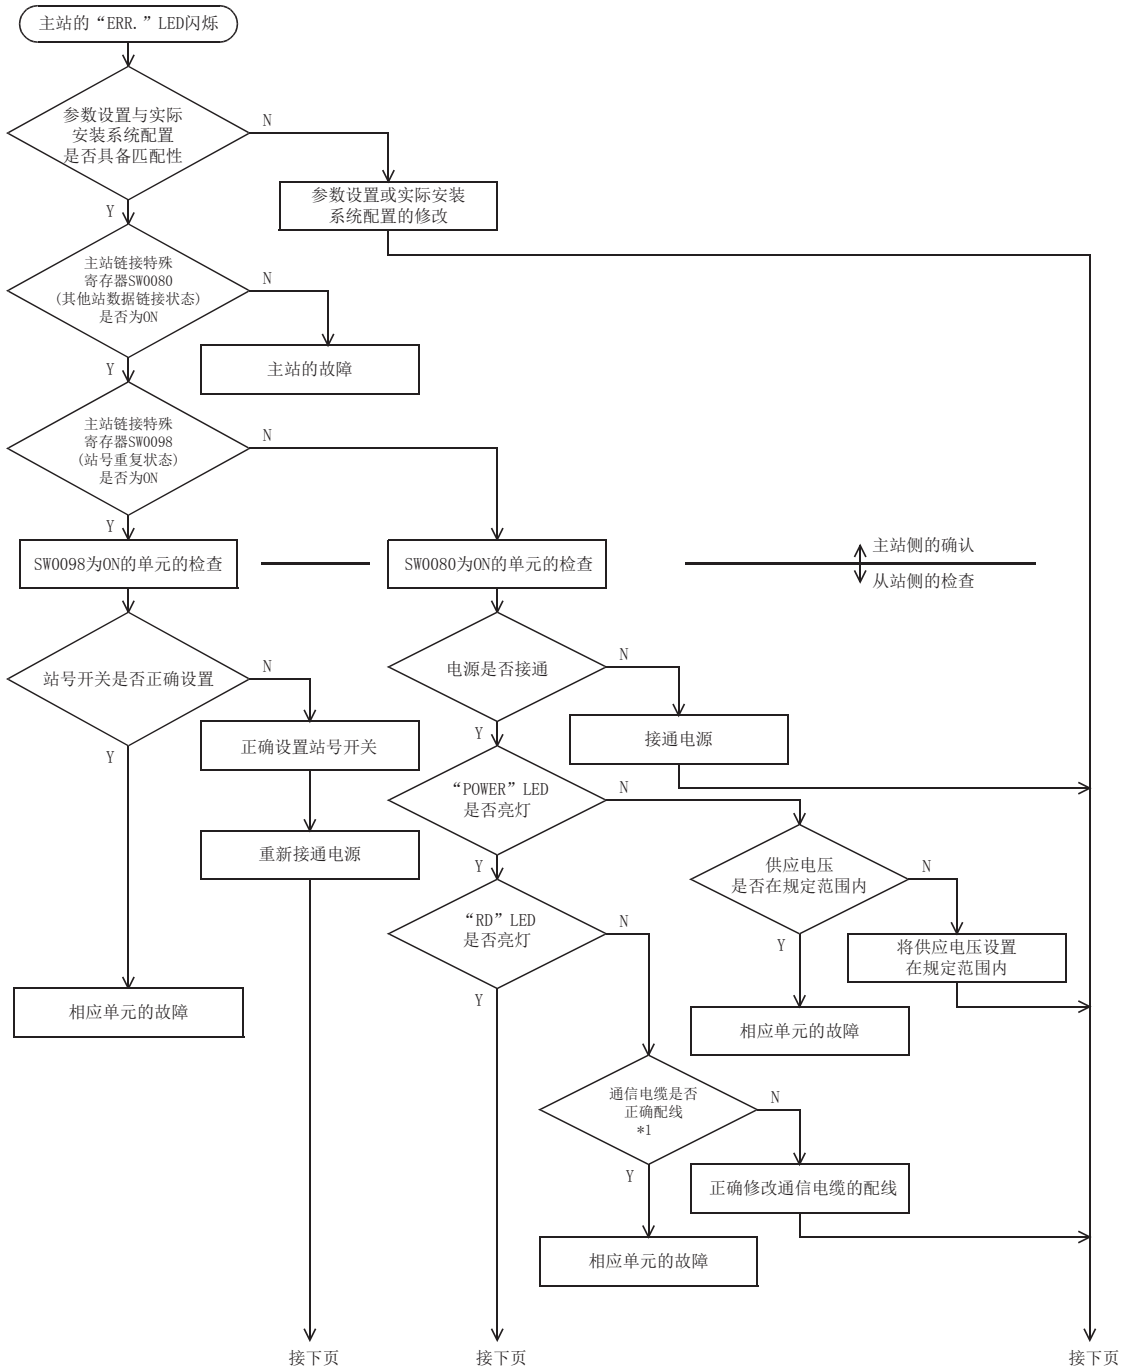 主站的“ERR.”LED闪烁
参数设置与实际
安装系统配置
是否具备匹配性
N
Y
参数设置或实际安装
系统配置的修改
主站链接特殊
寄存器SW0080
(其他站数据链接状态)
是否为ON
N
Y
主站的故障
主站链接特殊
寄存器SW0098
(站号重复状态)
是否为ON
N
Y
SW0098为ON的单元的检查
SW0080为ON的单元的检查
主站侧的确认
从站侧的检查
站号开关是否正确设置
N
Y
正确设置站号开关
重新接通电源
相应单元的故障
电源是否接通
N
Y
接通电源
“POWER”LED
是否亮灯
N
Y
供应电压
是否在规定范围内
N
Y
将供应电压设置
在规定范围内
相应单元的故障
“RD”LED
是否亮灯
N
Y
通信电缆是否
正确配线
*1
N
Y
正确修改通信电缆的配线
相应单元的故障
接下页
接下页
接下页